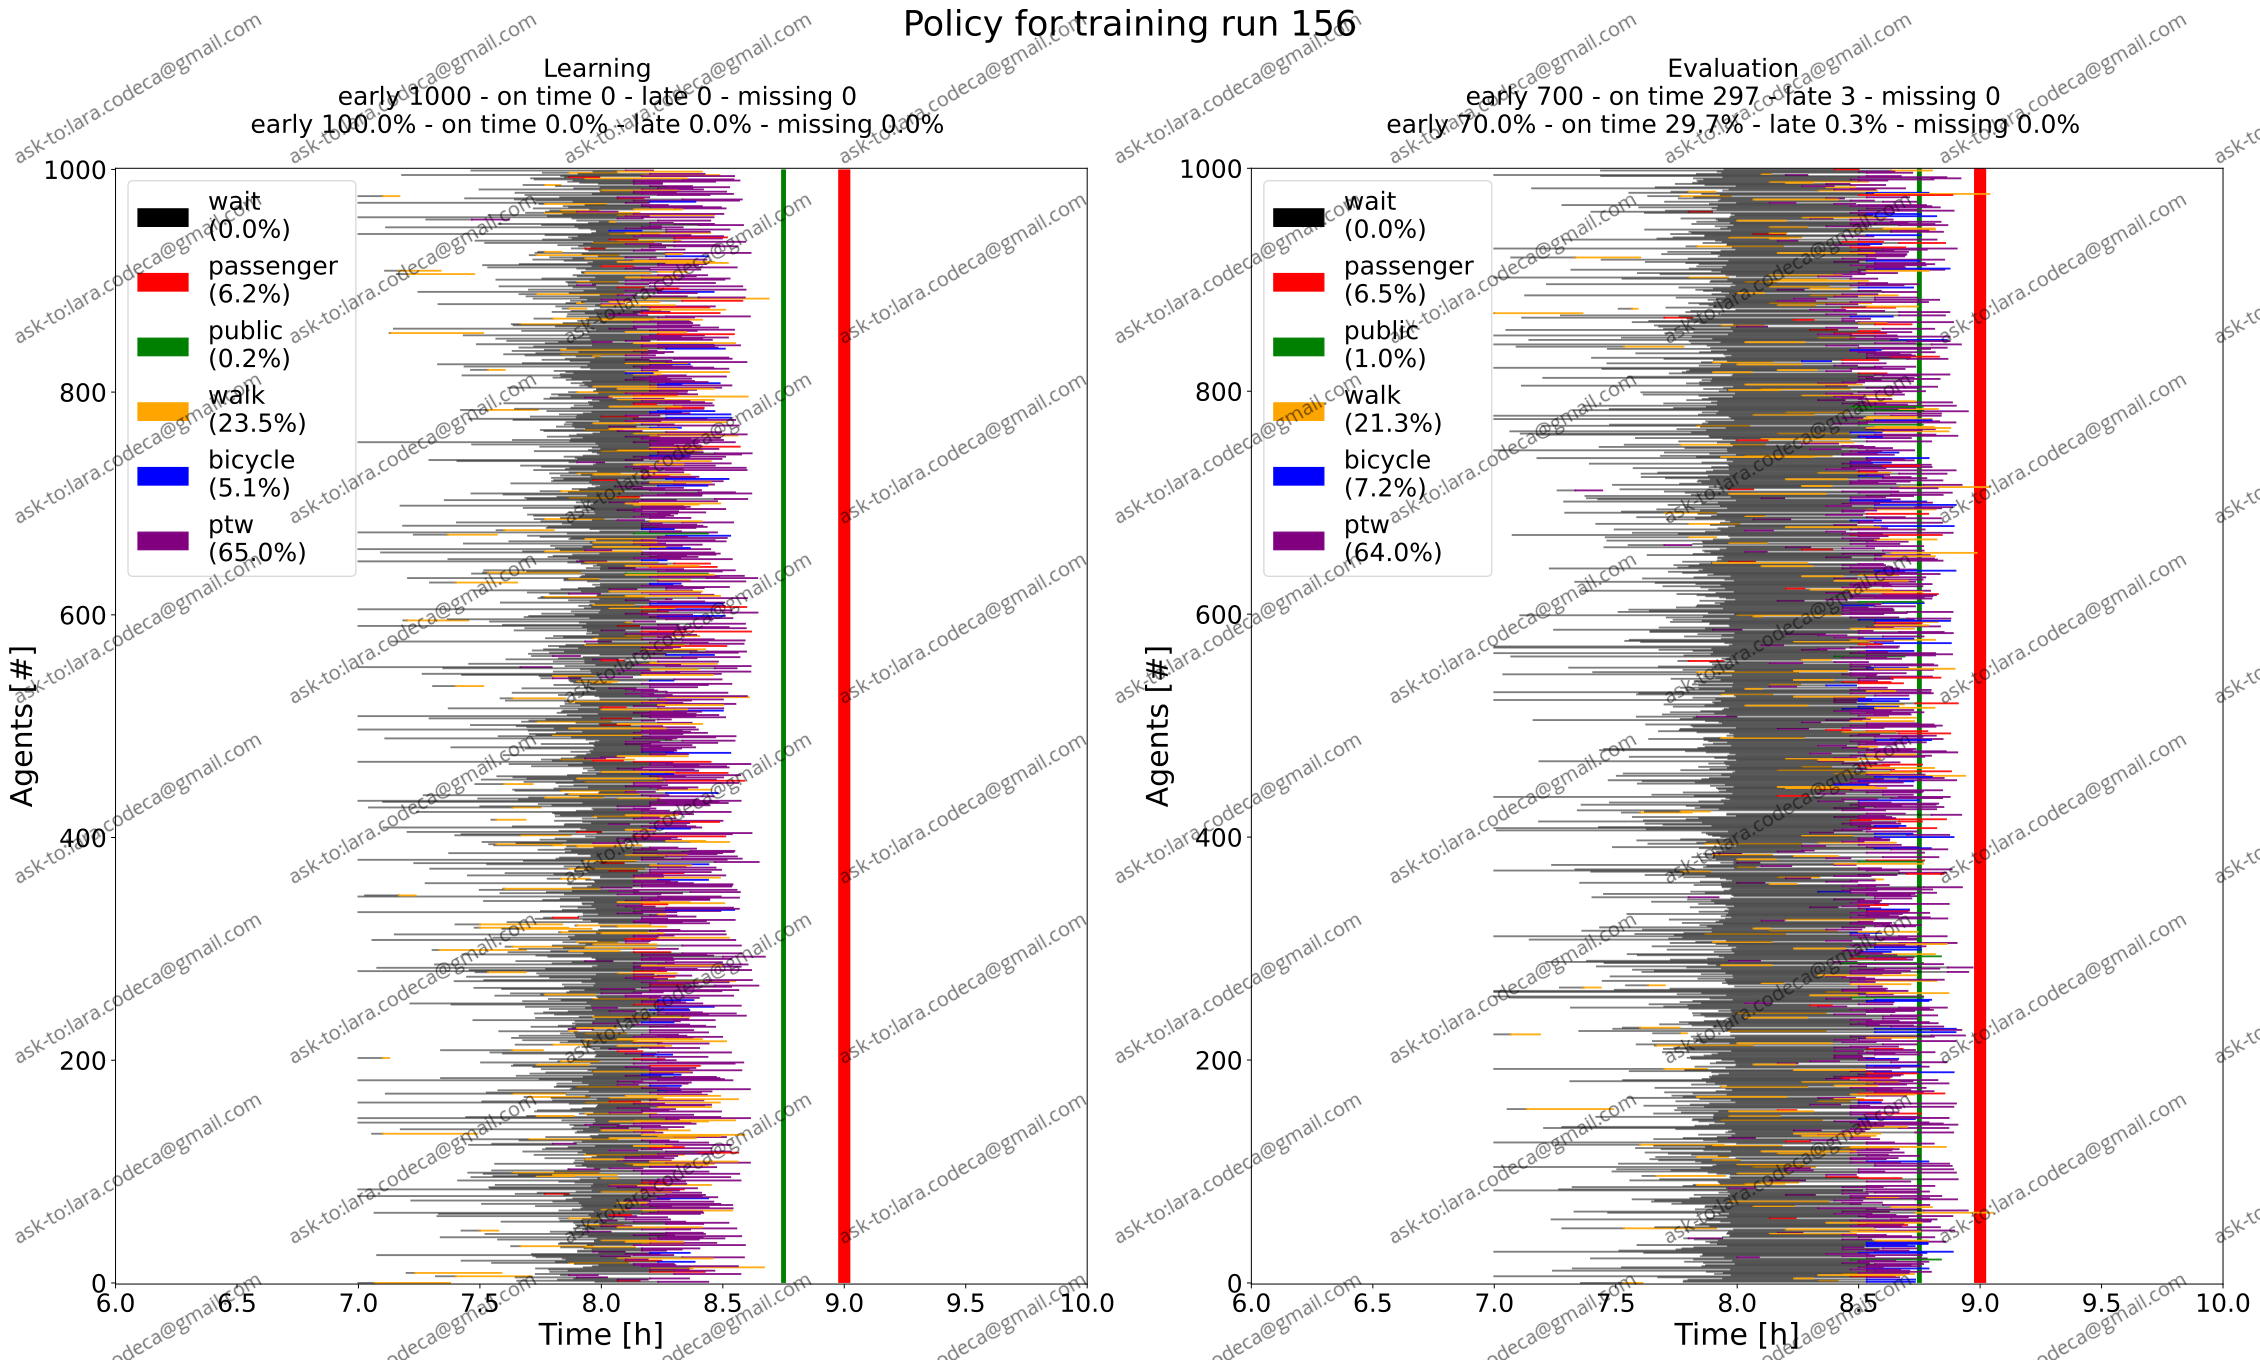 Policy for training run 156
Learning
early 1000 - on time 0 - late 0 - missing 0
early 100.0% - on time 0.0% - late 0.0% - missing 0.0%
1000
800
600
400
200
0
Agents [#]
wait
(0.0%)
passenger
(6.2%)
public
(0.2%)
walk
(23.5%)
bicycle
(5.1%)
ptw
(65.0%)
6.0 6.5 7.0 7.5 8.0 8.5 9.0 9.5 10.0
Time [h]
Evaluation
early 700 - on time 297 - late 3 - missing 0
early 70.0% - on time 29.7% - late 0.3% - missing 0.0%
1000
800
600
400
200
0
Agents [#]
wait
(0.0%)
passenger
(6.5%)
public
(1.0%)
walk
(21.3%)
bicycle
(7.2%)
ptw
(64.0%)
6.0 6.5 7.0 7.5 8.0 8.5 9.0 9.5 10.0
Time [h]
ask-to:lara.codeca@gmail.com